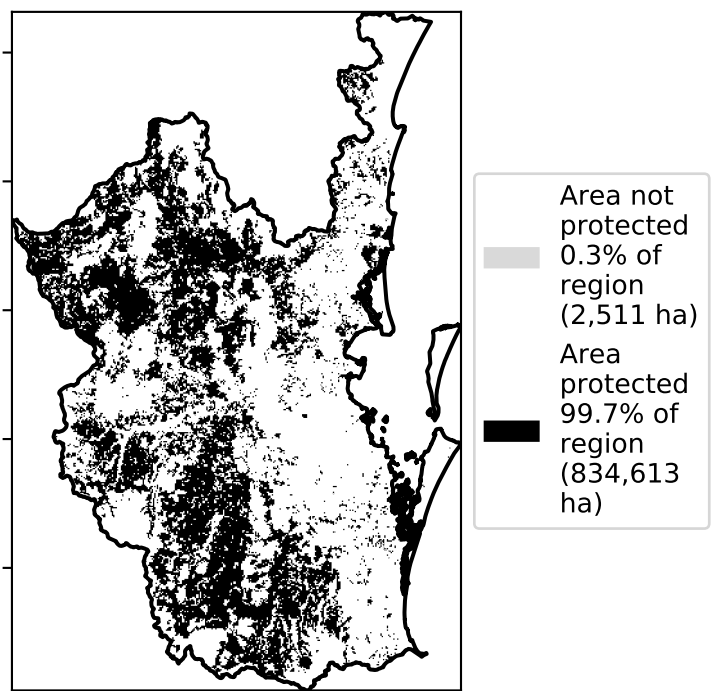 Area not
protected
0.3% of
region
(2,511 ha)
Area
protected
99.7% of
region
(834,613
ha)